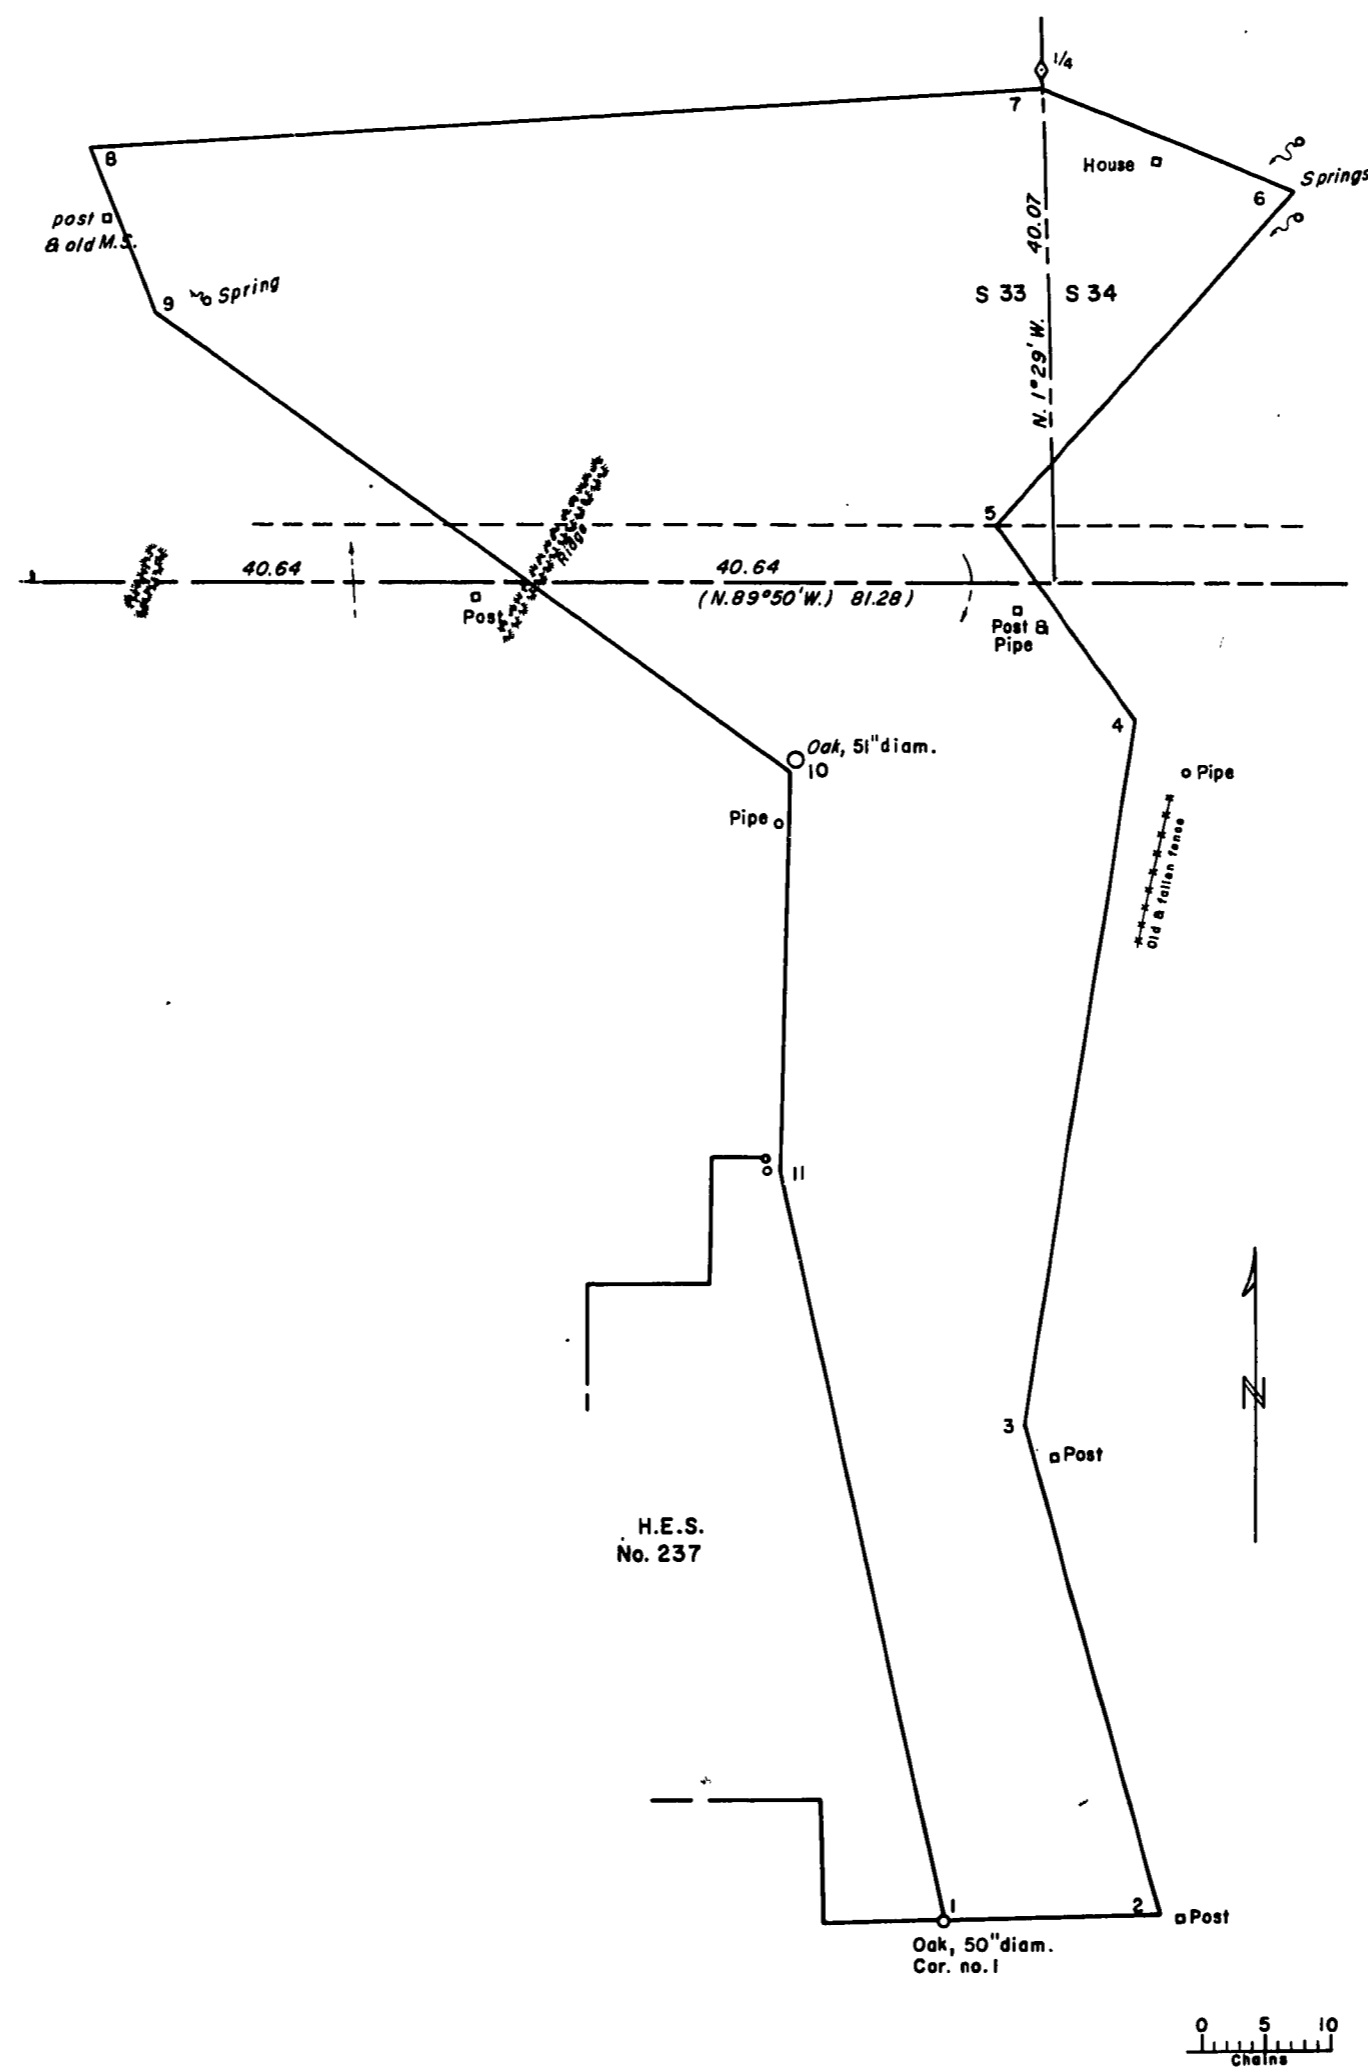 1/4
7
8
House
6
Springs
post
& old M.S.
40.07
9
Spring
S 33
S 34
N. 1°29' W.
5
Ridge
40.64
40.64
(N.89°50'W.) 81.28)
Post
Post &
Pipe
4
Oak, 51" diam.
10
Pipe
Pipe
Old & fallen fence
11
N
3
Post
H.E.S.
No. 237
1
2
Post
Oak, 50" diam.
Cor. no. 1
0 5 10
Chains